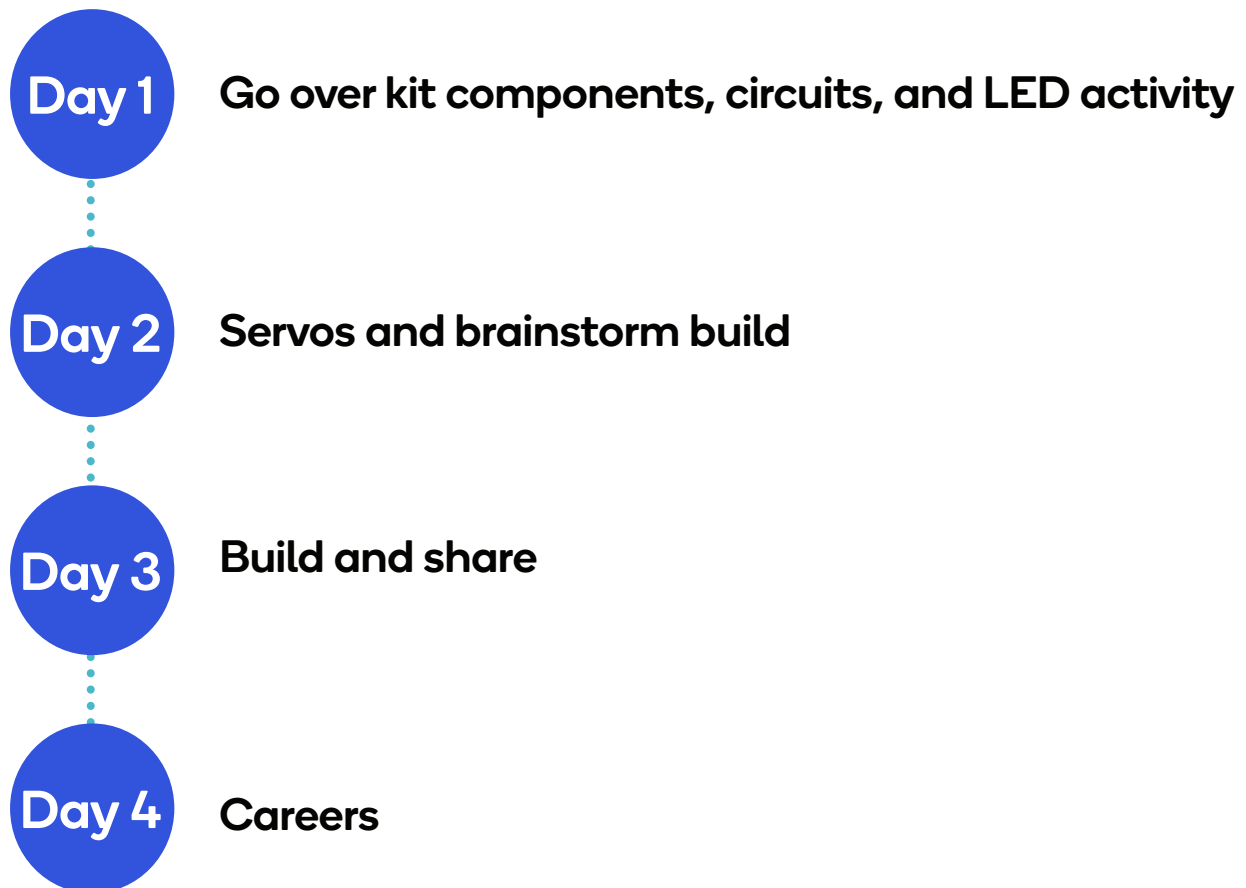 Day 1
Go over kit components, circuits, and LED activity
Day 2
Servos and brainstorm build
Day 3
Build and share
Day 4
Careers